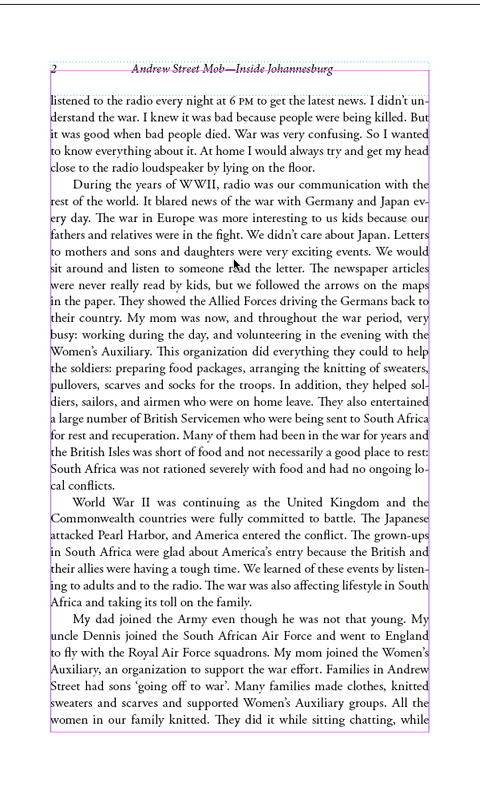 2 Andrew Street Mob—Inside Johannesburg
listened to the radio every night at 6 PM to get the latest news. I didn't un-
derstand the war. I knew it was bad because people were being killed. But
it was good when bad people died. War was very confusing. So I wanted
to know everything about it. At home I would always try and get my head
close to the radio loudspeaker by lying on the floor.
During the years of WWII, radio was our communication with the
rest of the world. It blared news of the war with Germany and Japan ev-
ery day. The war in Europe was more interesting to us kids because our
fathers and relatives were in the fight. We didn't care about Japan. Letters
to mothers and sons and daughters were very exciting events. We would
sit around and listen to someone read the letter. The newspaper articles
were never really read by kids, but we followed the arrows on the maps
in the paper. They showed the Allied Forces driving the Germans back to
their country. My mom was now, and throughout the war period, very
busy: working during the day, and volunteering in the evening with the
Women's Auxiliary. This organization did everything they could to help
the soldiers: preparing food packages, arranging the knitting of sweaters,
pullovers, scarves and socks for the troops. In addition, they helped sol-
diers, sailors, and airmen who were on home leave. They also entertained
a large number of British Servicemen who were being sent to South Africa
for rest and recuperation. Many of them had been in the war for years and
the British Isles was short of food and not necessarily a good place to rest:
South Africa was not rationed severely with food and had no ongoing lo-
cal conflicts.
World War II was continuing as the United Kingdom and the
Commonwealth countries were fully committed to battle. The Japanese
attacked Pearl Harbor, and America entered the conflict. The grown-ups
in South Africa were glad about America's entry because the British and
their allies were having a tough time. We learned of these events by listen-
ing to adults and to the radio. The war was also affecting lifestyle in South
Africa and taking its toll on the family.
My dad joined the Army even though he was not that young. My
uncle Dennis joined the South African Air Force and went to England
to fly with the Royal Air Force squadrons. My mom joined the Women's
Auxiliary, an organization to support the war effort. Families in Andrew
Street had sons 'going off to war'. Many families made clothes, knitted
sweaters and scarves and supported Women's Auxiliary groups. All the
women in our family knitted. They did it while sitting chatting, while